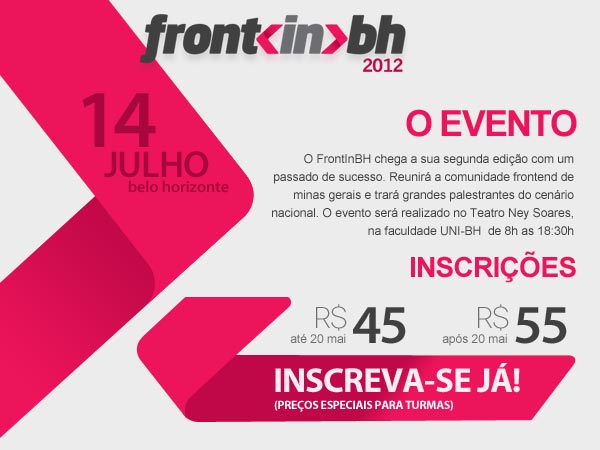 front<in>bh
2012
14
JULHO
belo horizonte
O EVENTO
O FrontInBH chega a sua segunda edição com um
passado de sucesso. Reunirá a comunidade frontend de
minas gerais e trará grandes palestrantes do cenário
nacional. O evento será realizado no Teatro Ney Soares,
na faculdade UNI-BH de 8h as 18:30h
INSCRIÇÕES
R$ 45
até 20 mai
R$ 55
após 20 mai
INSCREVA-SE JÁ!
(PREÇOS ESPECIAIS PARA TURMAS)